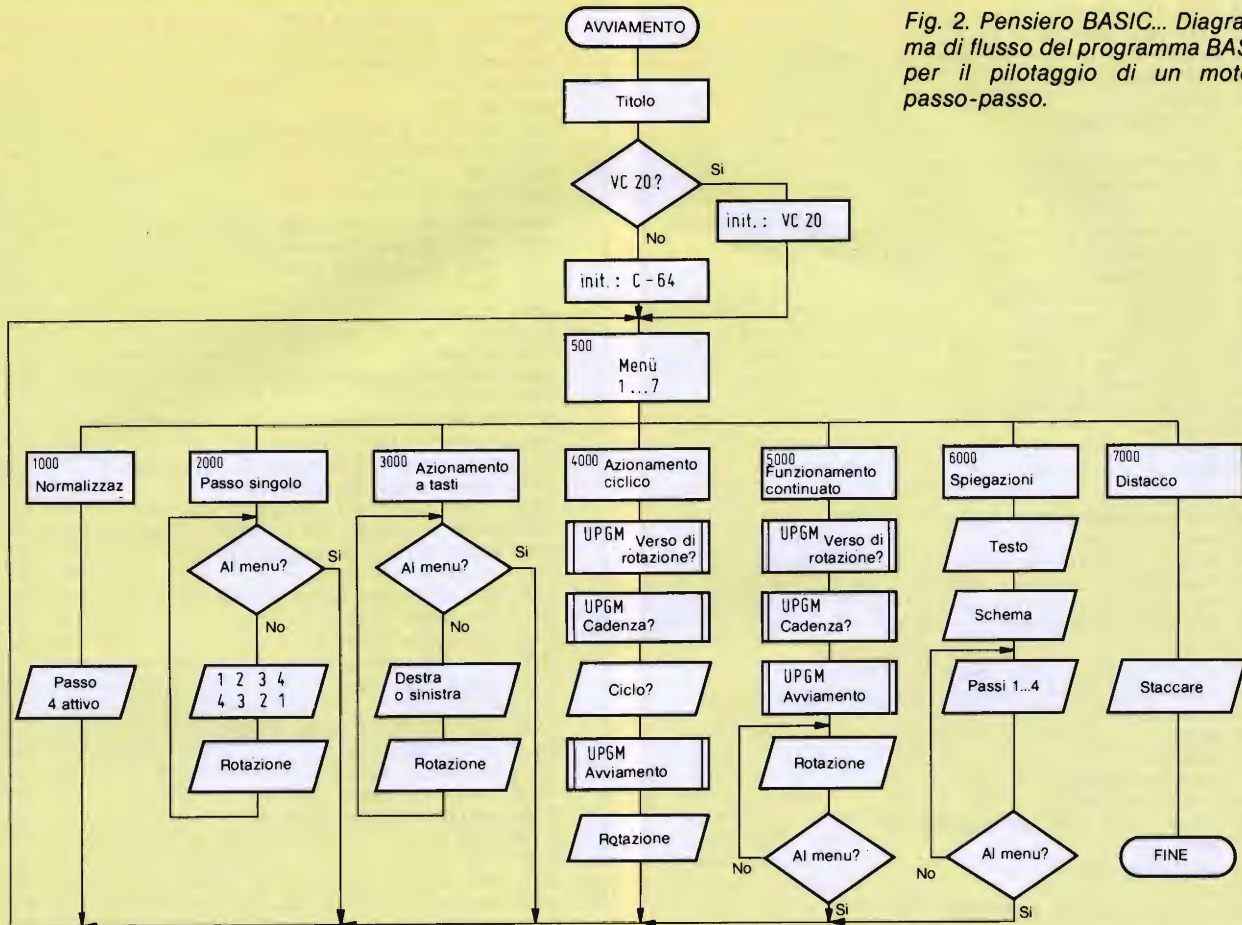 Fig. 2. Pensiero BASIC... Diagra
ma di flusso del programma BAS
per il pilotaggio di un mot
passo-passo.
AVVIAMENTO
Titolo
VC 20?
Si
No
init. : VC 20
init. : C-64
500
Menü
1 ... 7
1000
Normalizzaz
Passo
4 attivo
2000
Passo singolo
Al menu?
Si
No
1 2 3 4
4 3 2 1
Rotazione
3000 Azionamento
a tasti
Al menu?
Si
No
Destra
o sinistra
Rotazione
4000 Azionamento
ciclico
UPGM Verso di
rotazione?
UPGM
Cadenza?
Ciclo?
UPGM
Avviamento
Rotazione
5000
Funzionamento
continuato
UPGM Verso di
rotazione?
UPGM
Cadenza?
UPGM
Avviamento
Rotazione
Al menu?
No
Si
6000
Spiegazioni
Testo
Schema
Passi 1...4
Al menu?
No
Si
7000
Distacco
Staccare
FINE